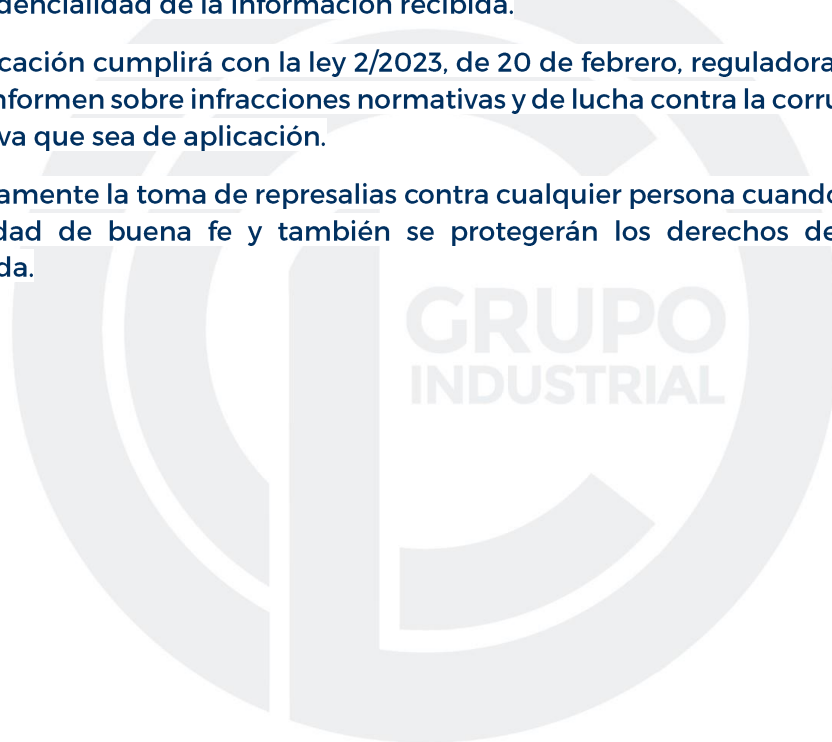 dencialidad de la información recibida.
cación cumplirá con la ley 2/2023, de 20 de febrero, reguladora
nformen sobre infracciones normativas y de lucha contra la corru
va que sea de aplicación.
amente la toma de represalias contra cualquier persona cuando
dad de buena fe y también se protegerán los derechos de
da.
GRUPO
INDUSTRIAL